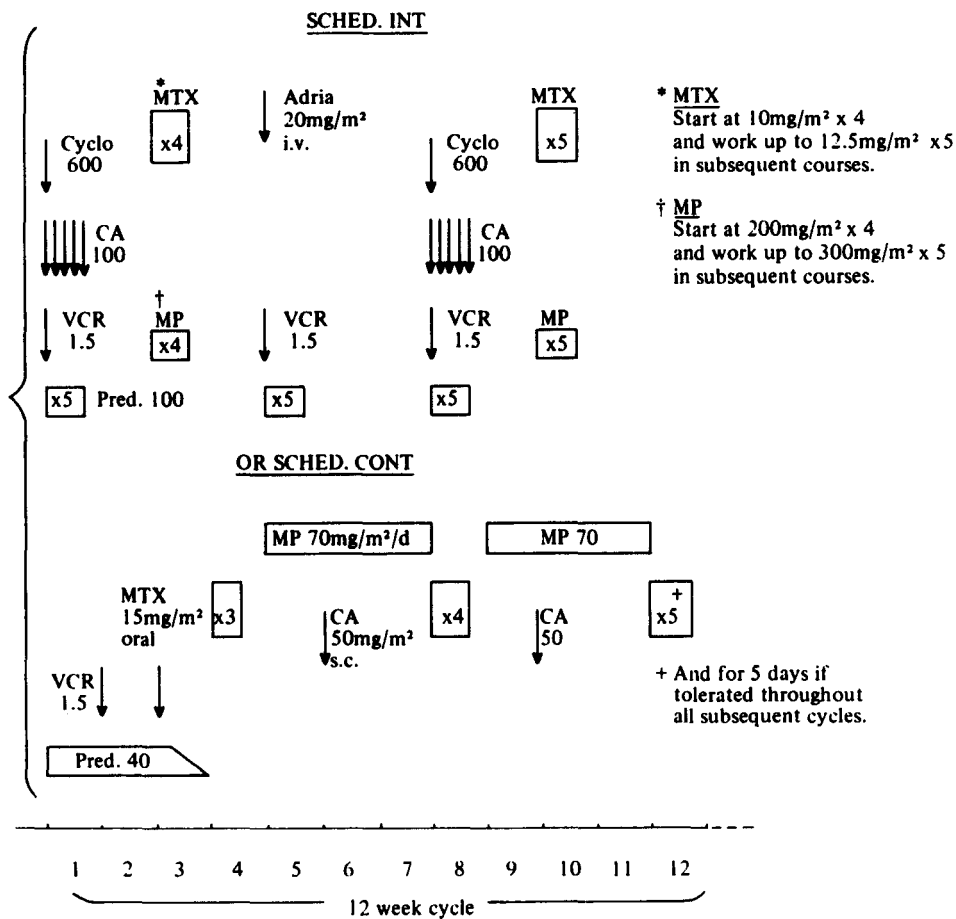 SCHED. INT
*
MTX
x4
Adria
20mg/m²
i.v.
MTX
x5
Cyclo
600
Cyclo
600
* MTX
Start at 10mg/m² x 4
and work up to 12.5mg/m² x5
in subsequent courses.
CA
100
CA
100
† MP
Start at 200mg/m² x 4
and work up to 300mg/m² x 5
in subsequent courses.
VCR
1.5
†
MP
x4
VCR
1.5
VCR
1.5
MP
x5
x5 Pred. 100
x5
x5
OR SCHED. CONT
MP 70mg/m²/d
MP 70
MTX
15mg/m²
oral
x3
CA
50mg/m²
s.c.
x4
CA
50
+
x5
VCR
1.5
+ And for 5 days if
tolerated throughout
all subsequent cycles.
Pred. 40
1 2 3 4 5 6 7 8 9 10 11 12
12 week cycle